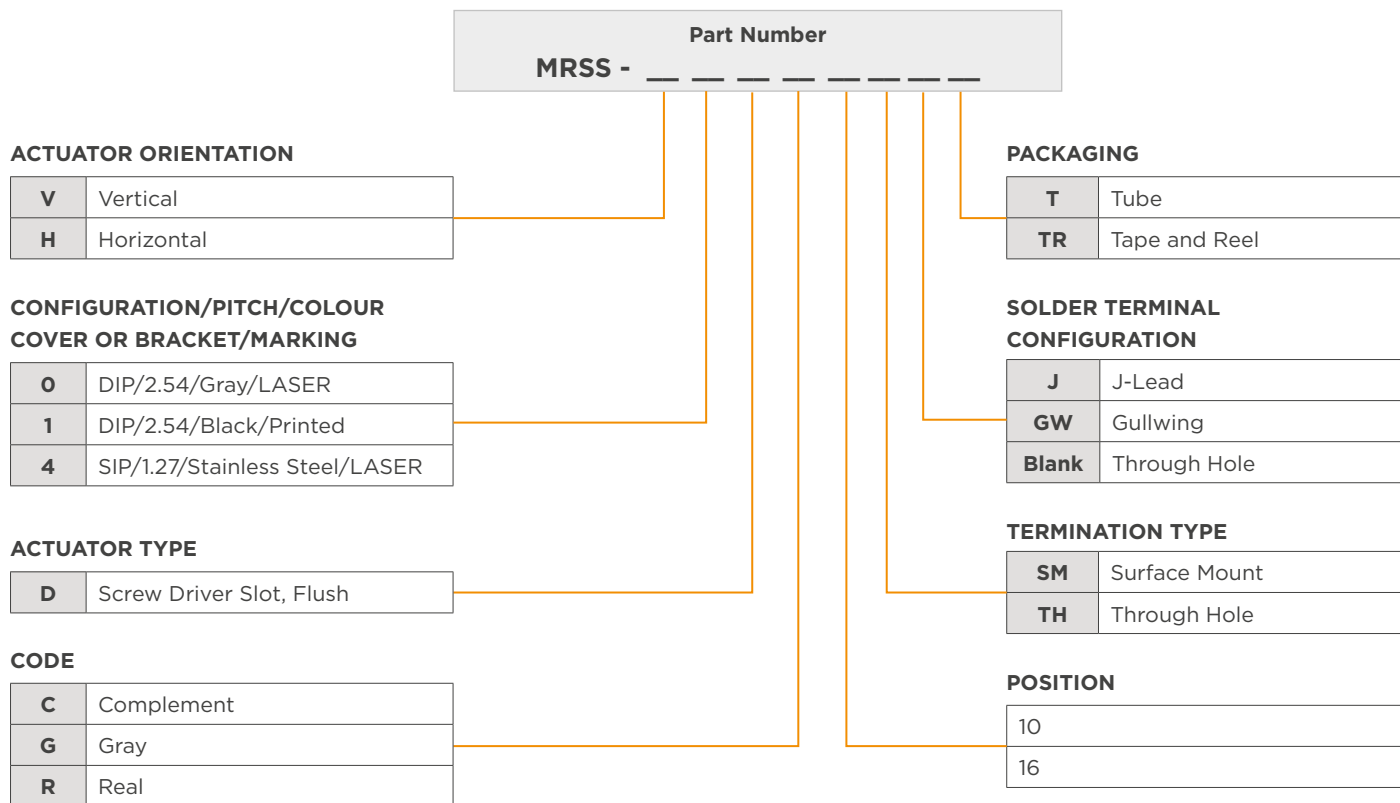 Part Number
MRSS - __ __ __ __ __ __ __ __
ACTUATOR ORIENTATION
V Vertical
H Horizontal
CONFIGURATION/PITCH/COLOUR
COVER OR BRACKET/MARKING
0 DIP/2.54/Gray/LASER
1 DIP/2.54/Black/Printed
4 SIP/1.27/Stainless Steel/LASER
ACTUATOR TYPE
D Screw Driver Slot, Flush
CODE
C Complement
G Gray
R Real
PACKAGING
T Tube
TR Tape and Reel
SOLDER TERMINAL
CONFIGURATION
J J-Lead
GW Gullwing
Blank Through Hole
TERMINATION TYPE
SM Surface Mount
TH Through Hole
POSITION
10
16